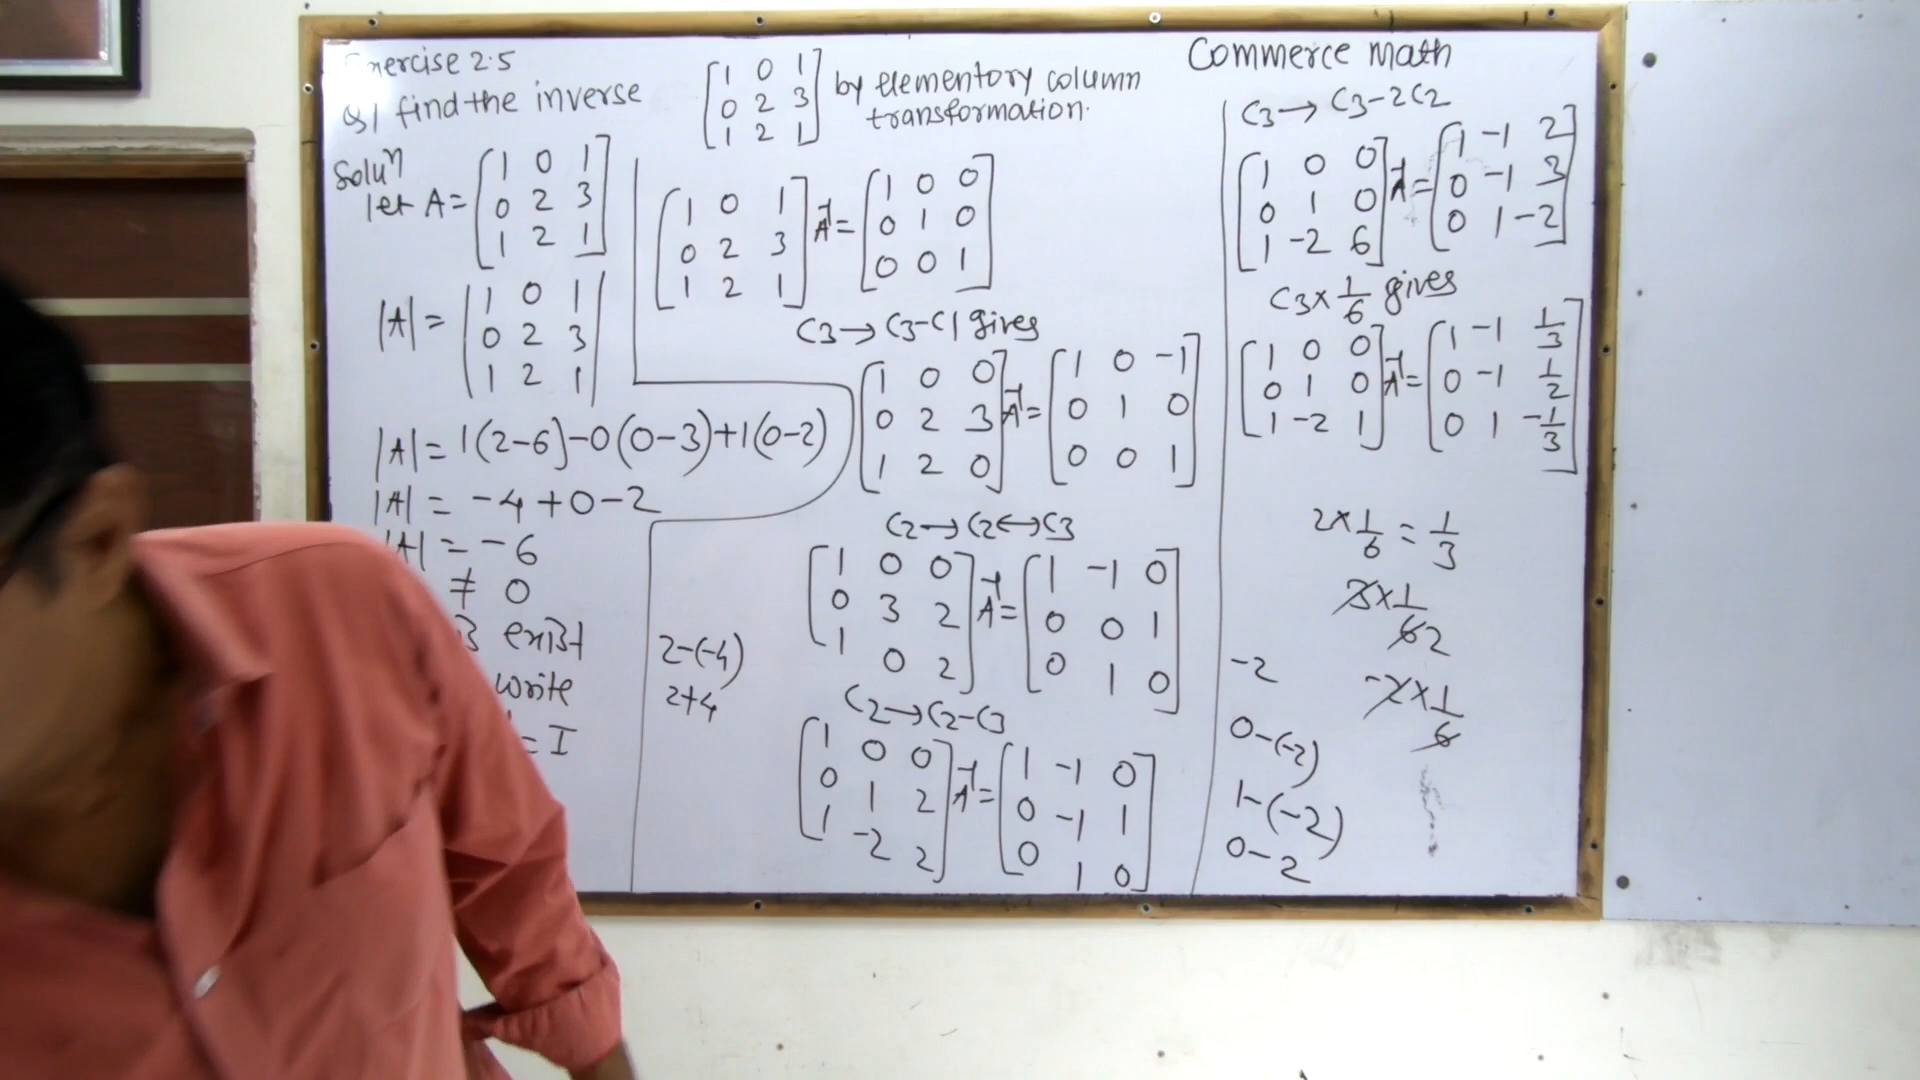 Commerce Math
Exercise 2.5
Q1 find the inverse [1 0 1; 0 2 3; 1 2 1] by elementory column transformation.
Soluⁿ
let A = [1 0 1; 0 2 3; 1 2 1]
|A| = |1 0 1; 0 2 3; 1 2 1|
|A| = 1(2-6)-0(0-3)+1(0-2)
|A| = -4+0-2
|A| = -6
≠ 0
exist
write
= I
2-(-4)
2+4
[1 0 1; 0 2 3; 1 2 1] A⁻¹ = [1 0 0; 0 1 0; 0 0 1]
C3→C3-C1 gives
[1 0 0; 0 2 3; 1 2 0] A⁻¹ = [1 0 -1; 0 1 0; 0 0 1]
C2→C2↔C3
[1 0 0; 0 3 2; 1 0 2] A⁻¹ = [1 -1 0; 0 0 1; 0 1 0]
C2→C2-C3
[1 0 0; 0 1 2; 1 -2 2] A⁻¹ = [1 -1 0; 0 -1 1; 0 1 0]
C3→C3-2C2
[1 0 0; 0 1 0; 1 -2 6] A⁻¹ = [1 -1 2; 0 -1 3; 0 1 -2]
C3×1/6 gives
[1 0 0; 0 1 0; 1 -2 1] A⁻¹ = [1 -1 1/3; 0 -1 1/2; 0 1 -1/3]
2×1/6 = 1/3
3×1/6 2
-2×1/6
-2
0-(-2)
1-(-2)
0-2